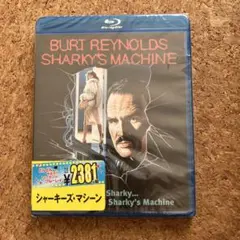 BURT REYNOLDS
SHARKY'S MACHINE
Sharky...
Sharky's Machine
¥2381
シャーキーズ・マシーン